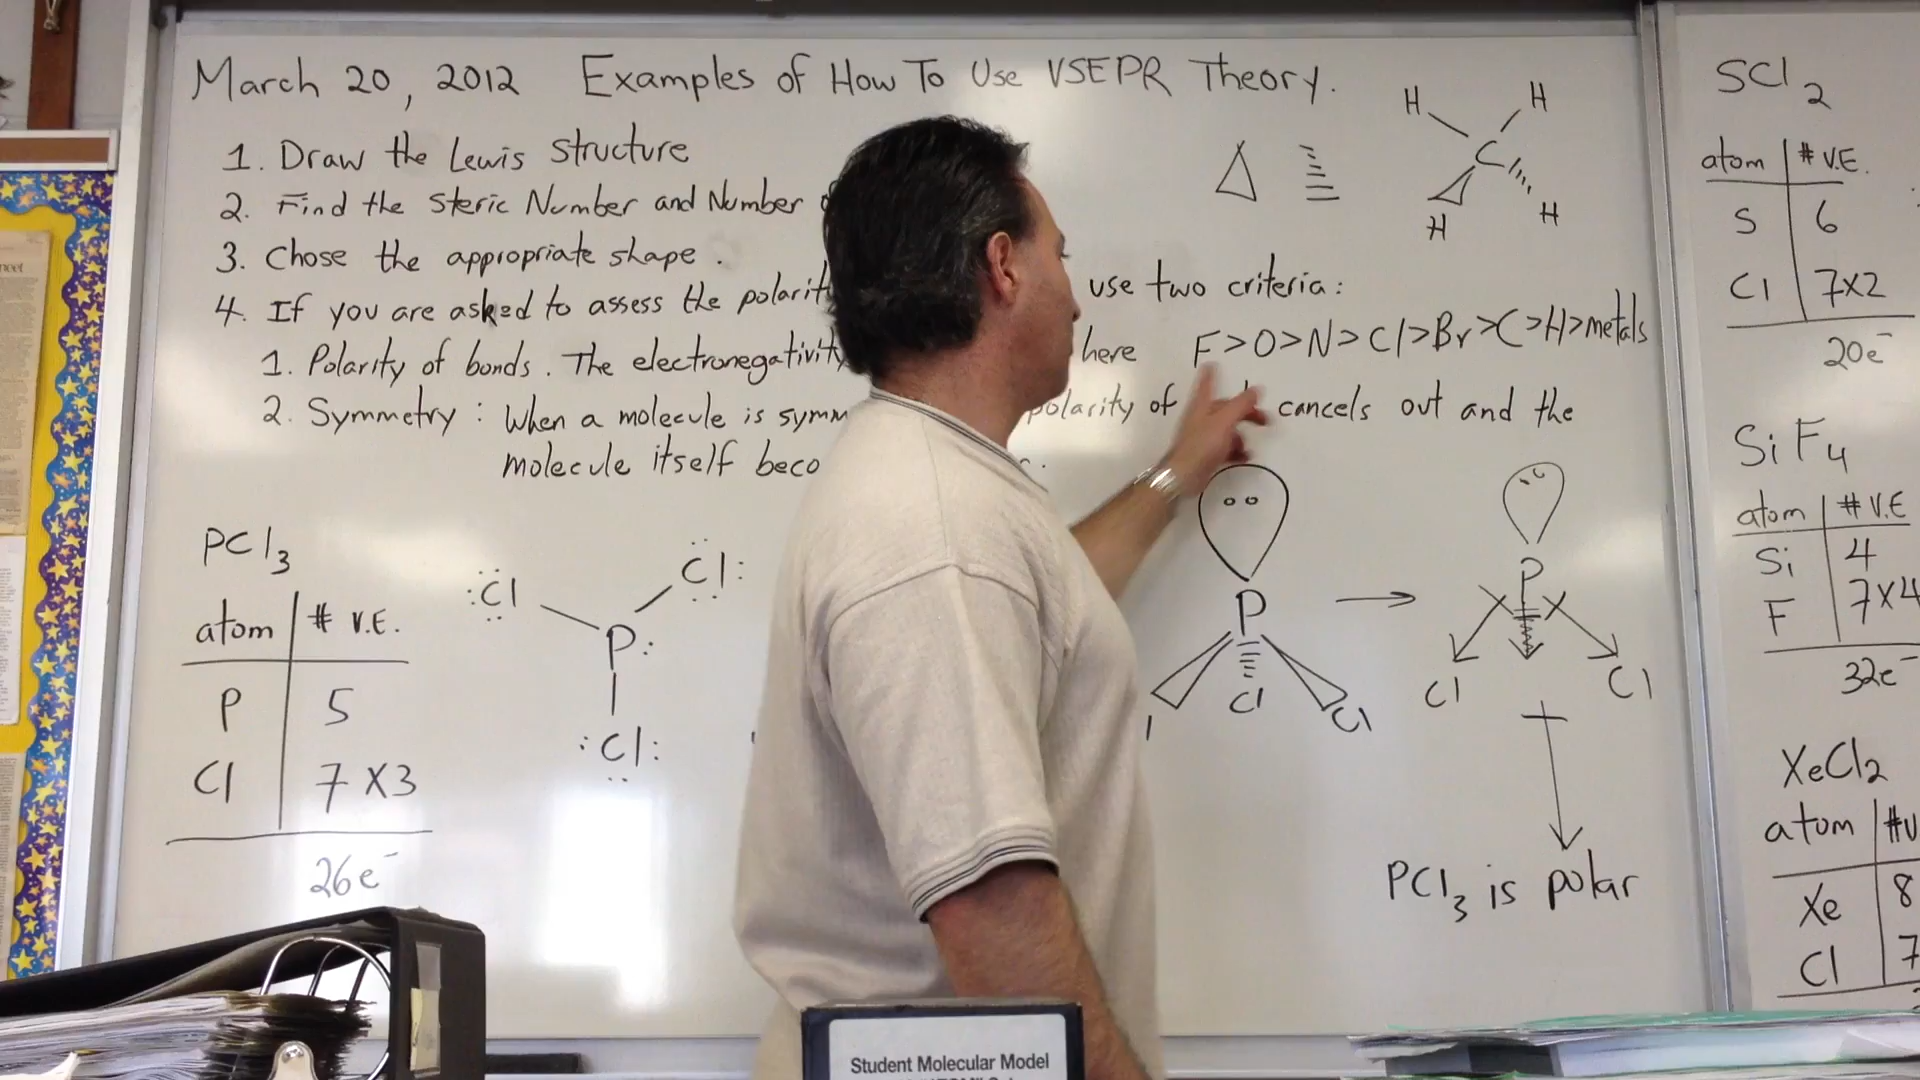 March 20, 2012 Examples of How To Use VSEPR Theory.
1. Draw the Lewis Structure
2. Find the Steric Number and Number
3. Chose the appropriate shape.
4. If you are asked to assess the polarit use two criteria:
1. Polarity of bonds. The electronegativity here F>O>N>Cl>Br>C>H>metals
2. Symmetry: When a molecule is symm polarity of cancels out and the
molecule itself beco
H H
C
H H
PCl3
atom # V.E.
P 5
Cl 7x3
26e-
:Cl Cl:
P:
:Cl:
P
Cl Cl
P
Cl Cl
PCl3 is polar
SCl2
atom # V.E.
S 6
Cl 7x2
20e-
SiF4
atom # V.E
Si 4
F 7x4
32e-
XeCl2
atom #V
Xe 8
Cl 7
Student Molecular Model